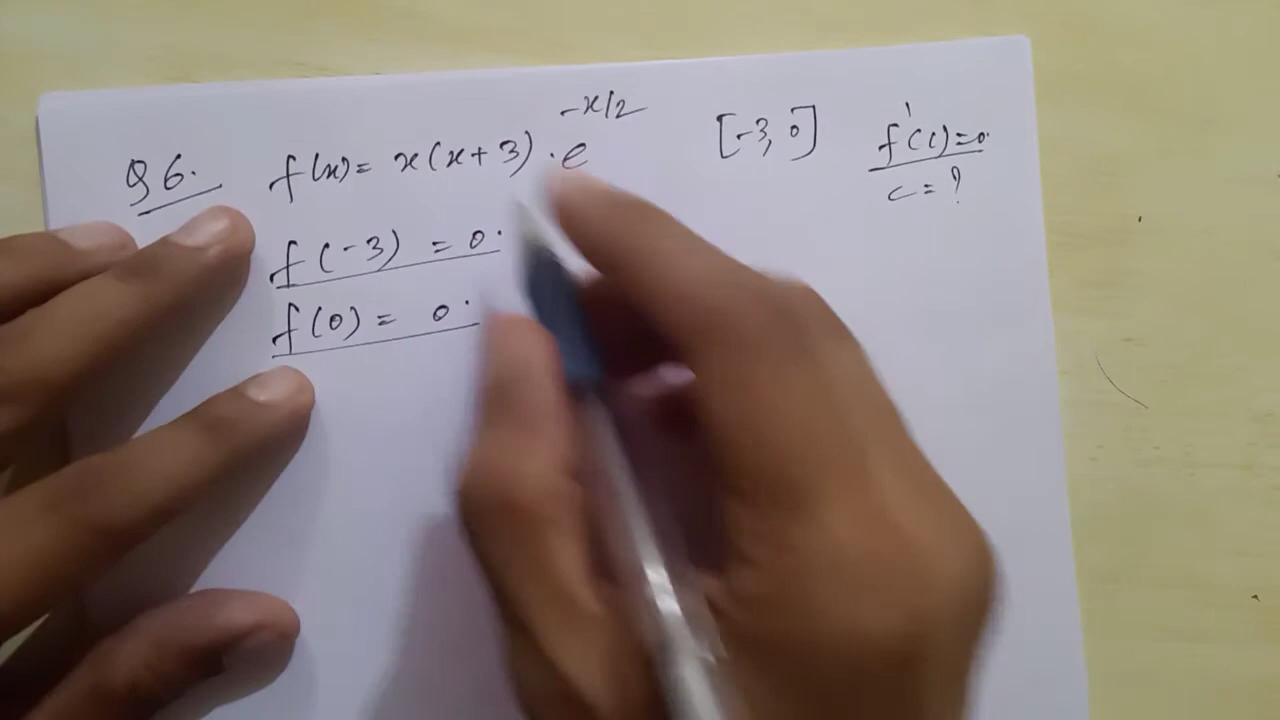 Q6. f(x)= x(x+3)·e^-x/2 [-3, 0] f'(c)=0.
c=?
f(-3) = 0.
f(0) = 0.